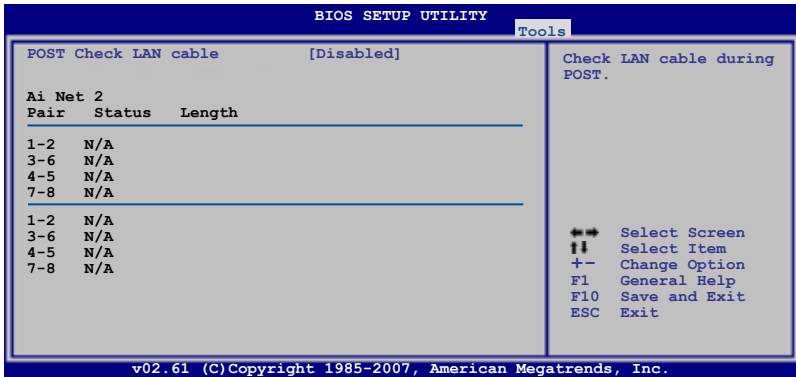 BIOS SETUP UTILITY
Tools
POST Check LAN cable [Disabled]
Ai Net 2
Pair Status Length
1-2 N/A
3-6 N/A
4-5 N/A
7-8 N/A
1-2 N/A
3-6 N/A
4-5 N/A
7-8 N/A
Check LAN cable during
POST.
←→ Select Screen
↑↓ Select Item
+- Change Option
F1 General Help
F10 Save and Exit
ESC Exit
v02.61 (C)Copyright 1985-2007, American Megatrends, Inc.